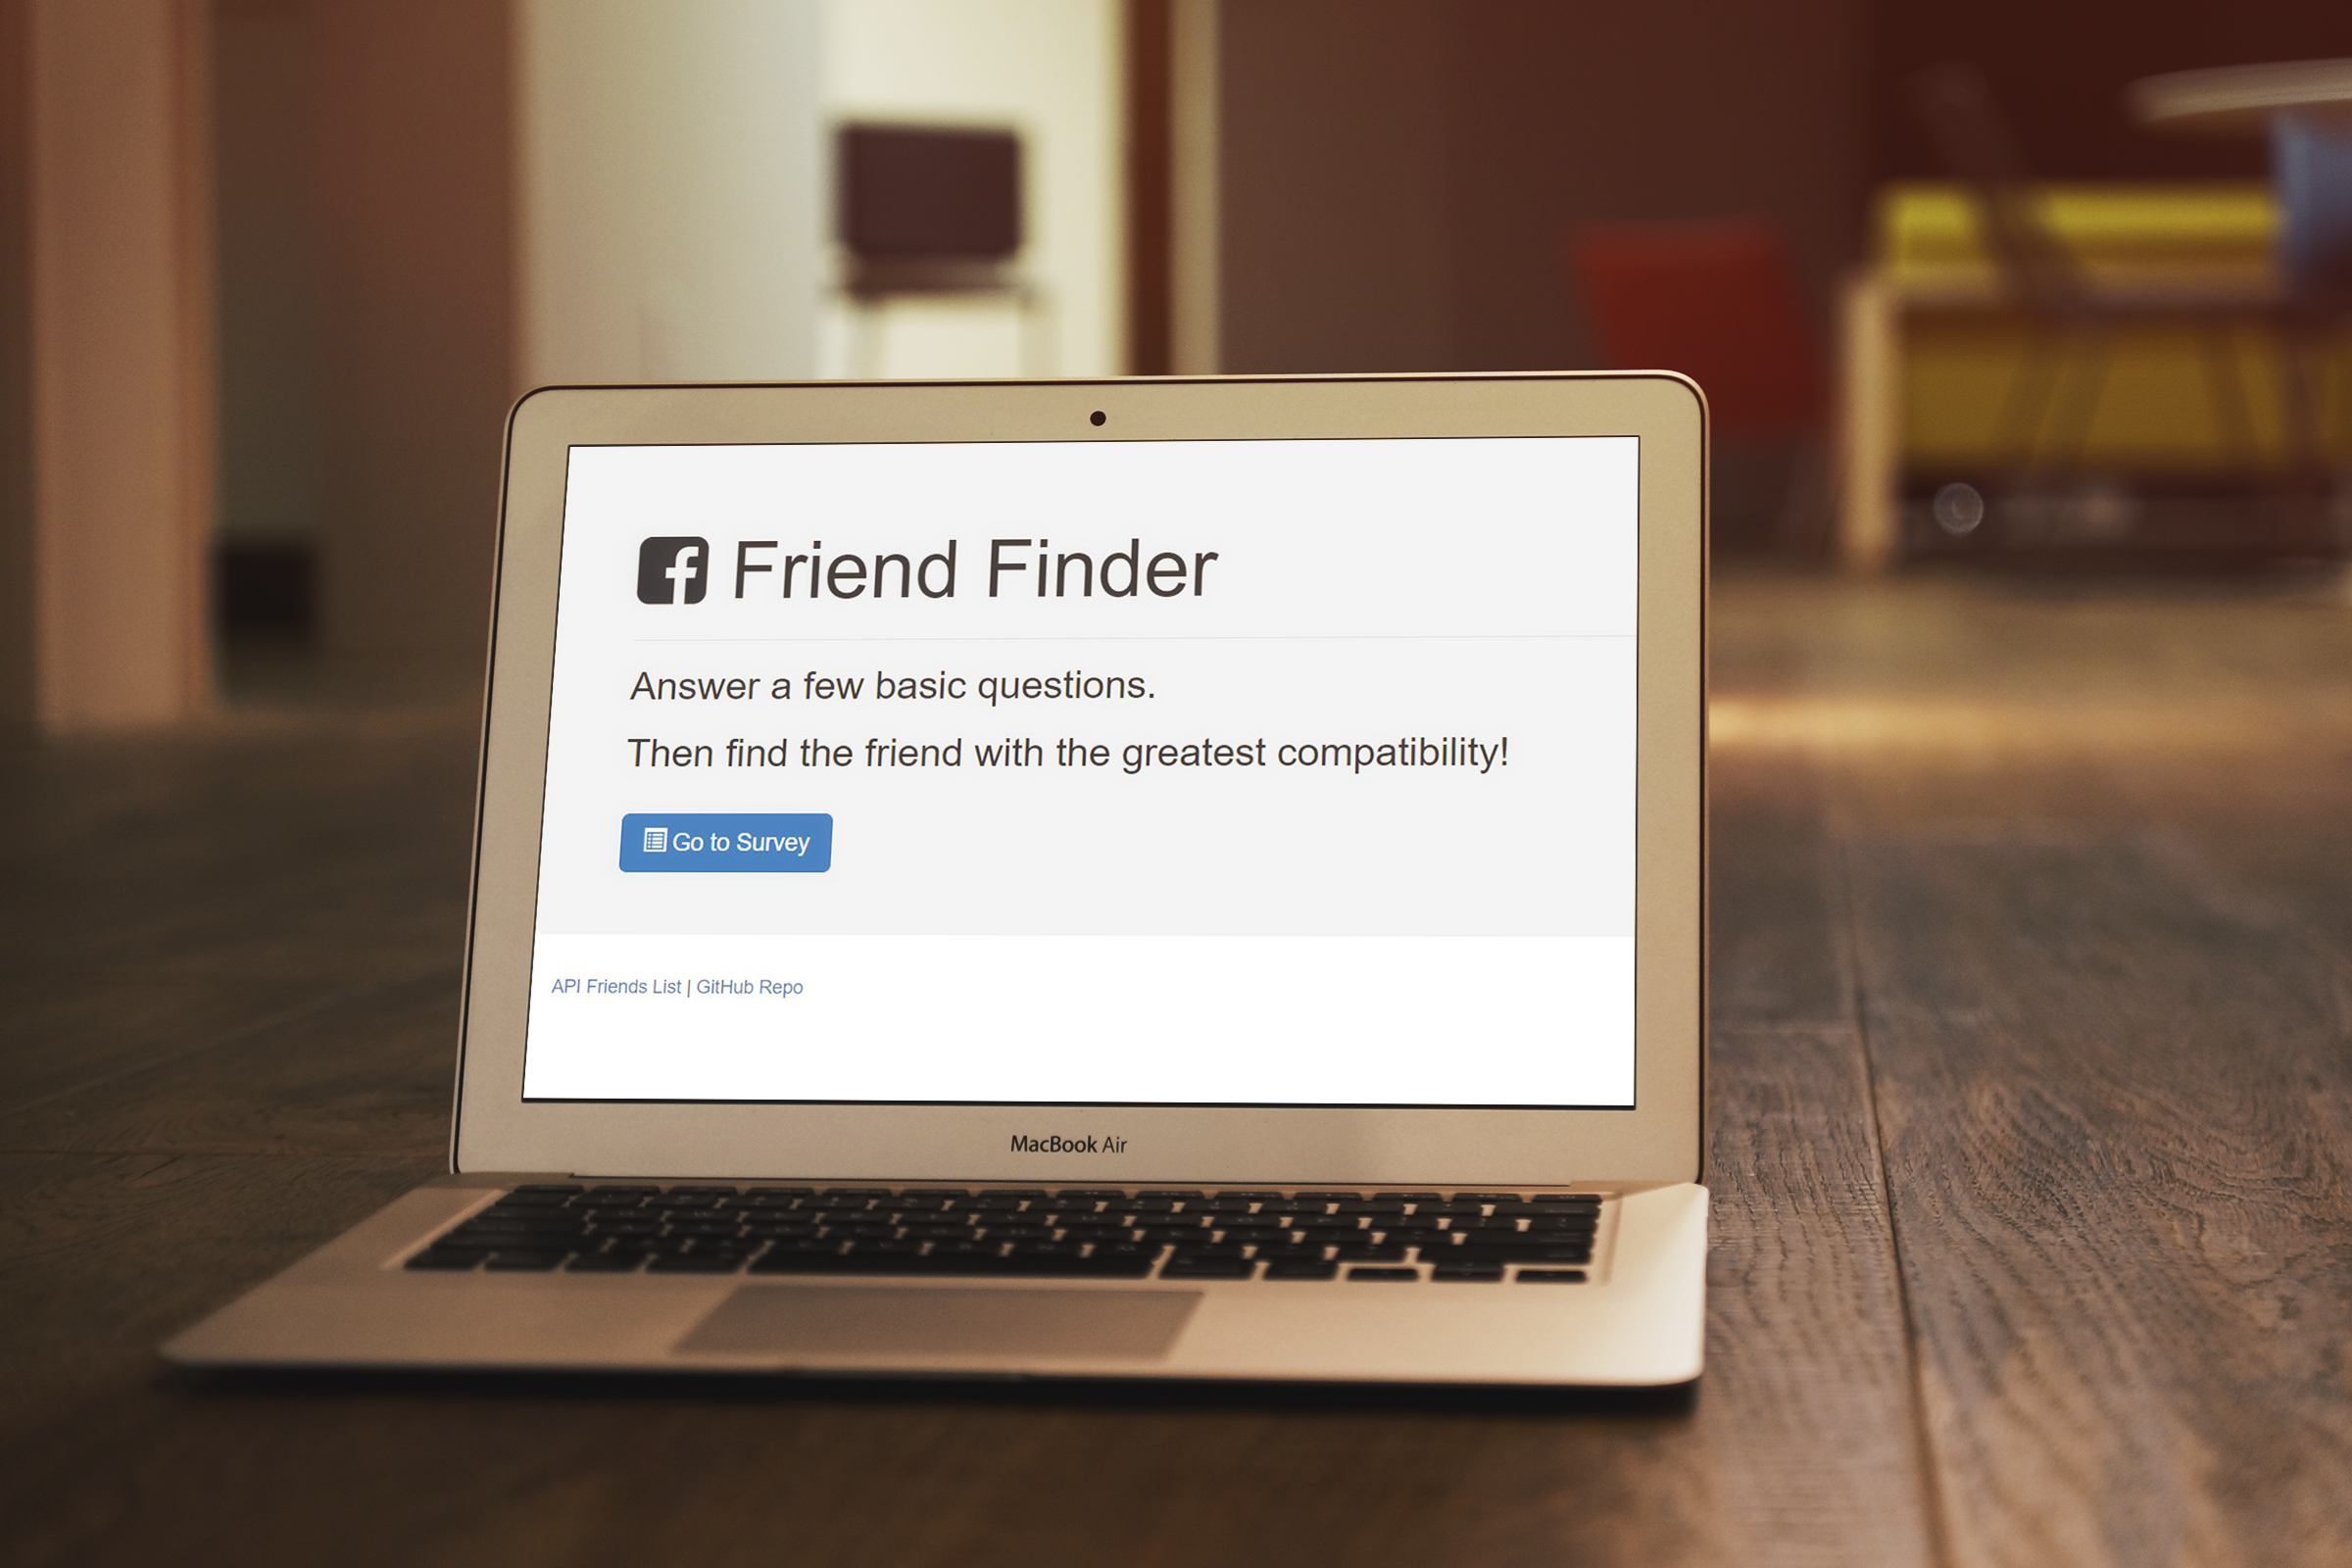 Friend Finder
Answer a few basic questions.
Then find the friend with the greatest compatibility!
Go to Survey
API Friends List | GitHub Repo
MacBook Air